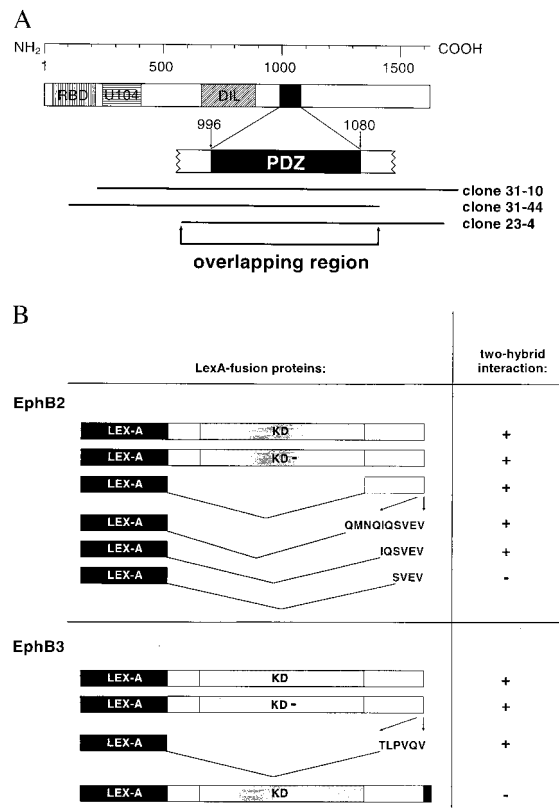 A
NH2 COOH
1 500 1000 1500
RBD U104 DIL
996 1080
PDZ
clone 31-10
clone 31-44
clone 23-4
overlapping region
B
LexA-fusion proteins: two-hybrid interaction:
EphB2
LEX-A KD +
LEX-A KD - +
LEX-A +
LEX-A QMNQIQSVEV +
LEX-A IQSVEV +
LEX-A SVEV -
EphB3
LEX-A KD +
LEX-A KD - +
LEX-A TLPVQV +
LEX-A KD -